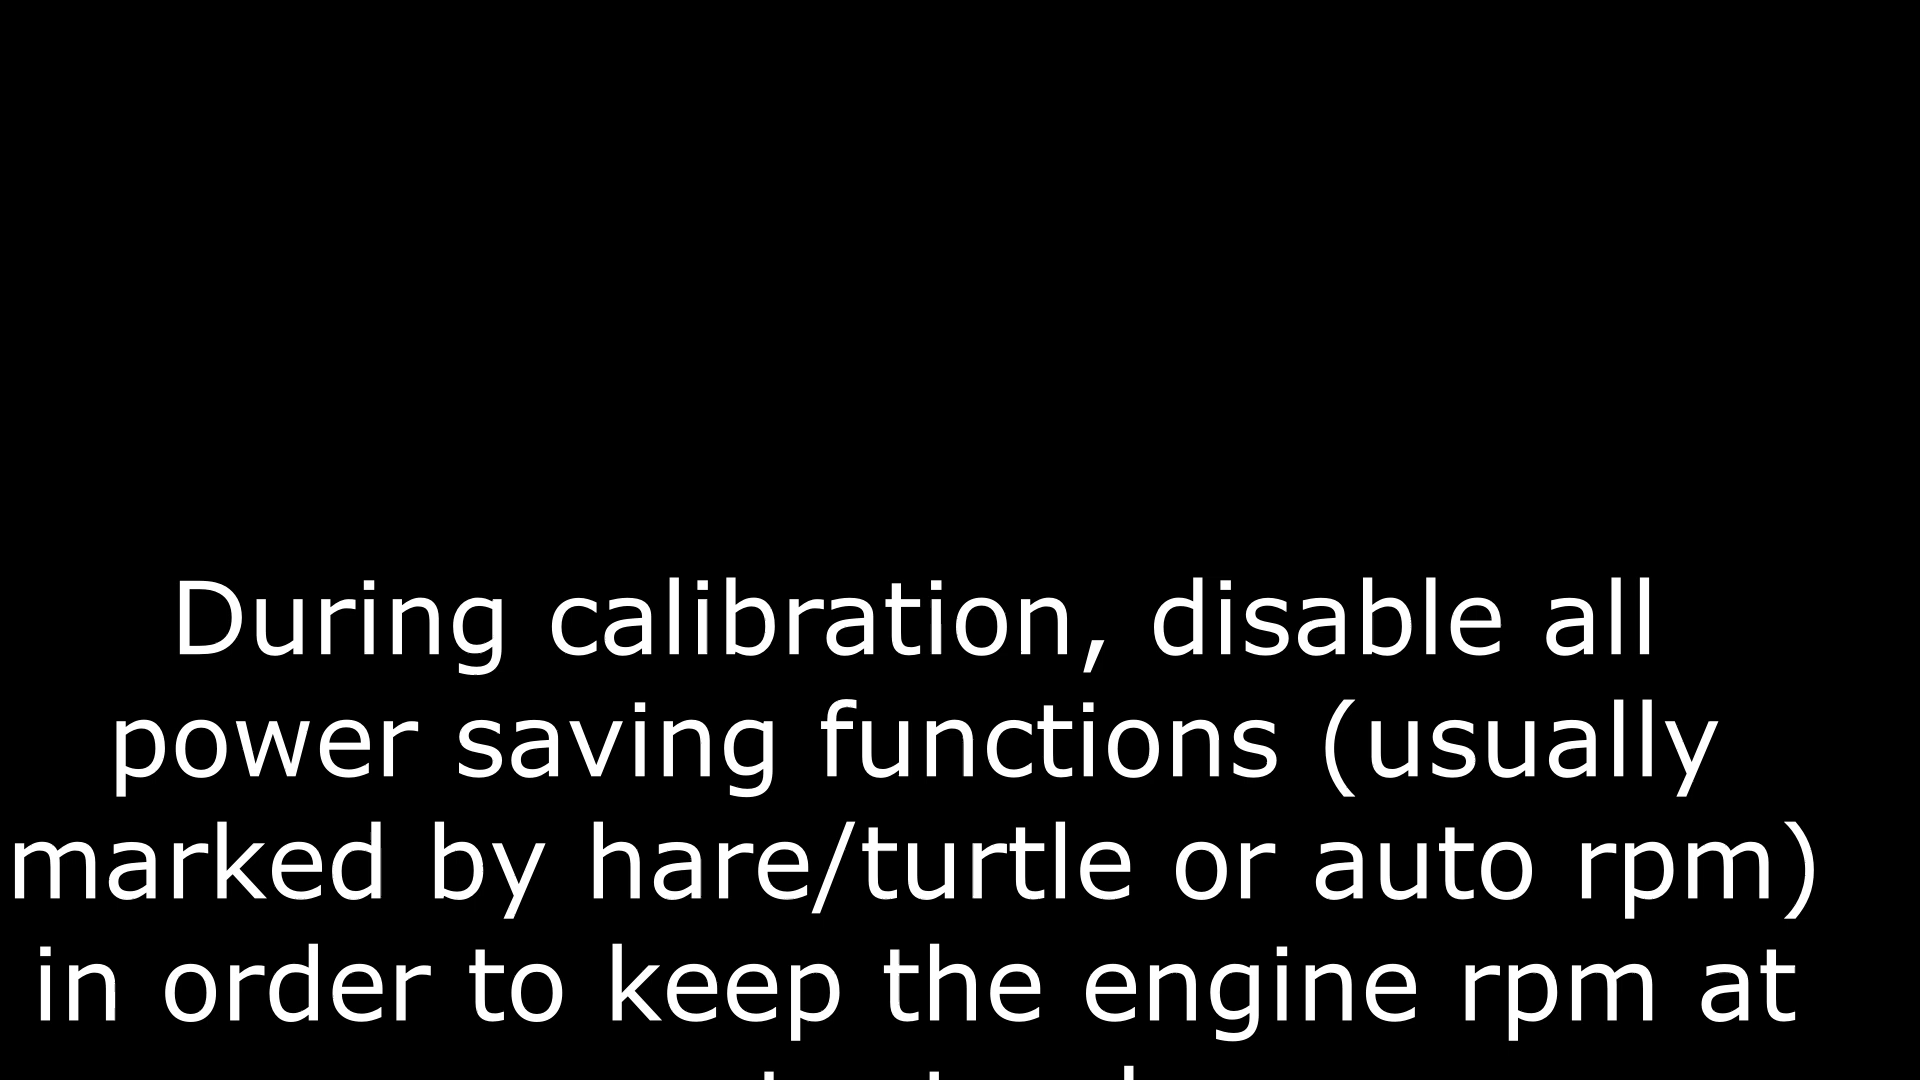 During calibration, disable all
power saving functions (usually
marked by hare/turtle or auto rpm)
in order to keep the engine rpm at